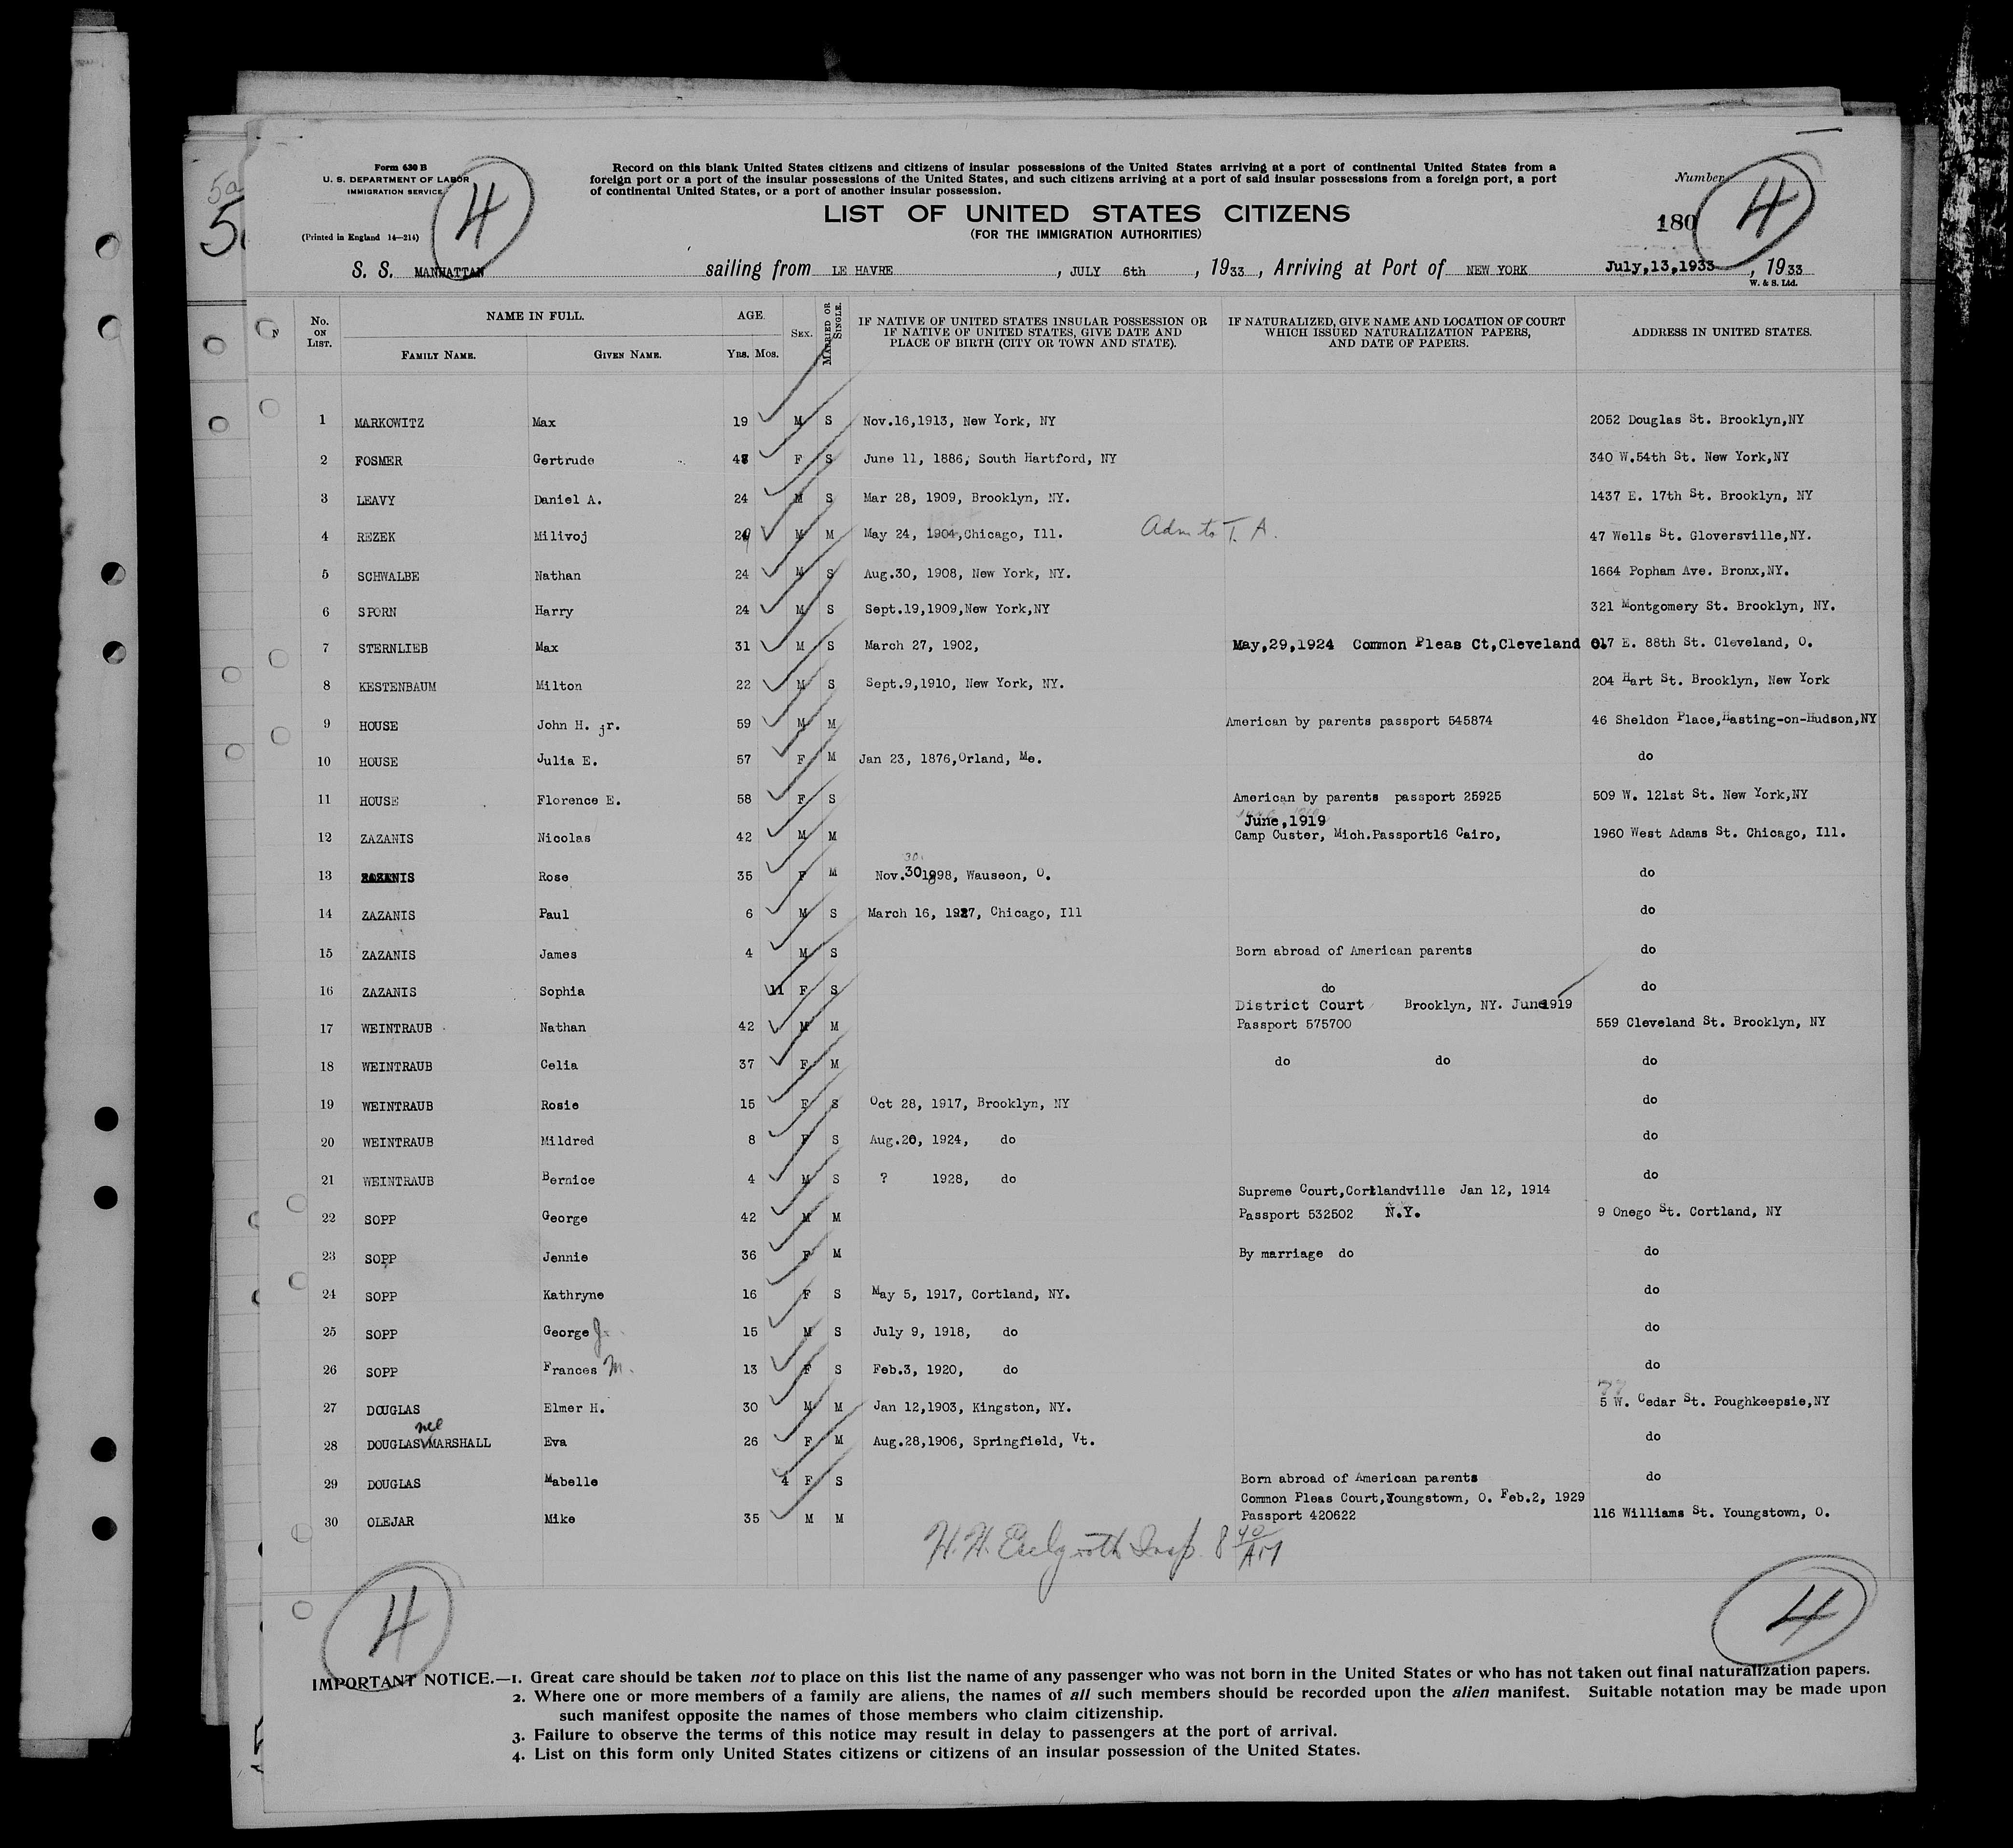 Form 630 B
U. S. DEPARTMENT OF LABOR
IMMIGRATION SERVICE
(Printed in England 14—214)
4
Record on this blank United States citizens and citizens of insular possessions of the United States arriving at a port of continental United States from a
foreign port or a port of the insular possessions of the United States, and such citizens arriving at a port of said insular possessions from a foreign port, a port
of continental United States, or a port of another insular possession.
LIST OF UNITED STATES CITIZENS
(FOR THE IMMIGRATION AUTHORITIES)
Number
180
4
S. S. MANHATTAN sailing from LE HAVRE, JULY 6th, 1933, Arriving at Port of NEW YORK July,13,1933, 1933
W. & S. Ltd.
No. ON LIST. NAME IN FULL. FAMILY NAME. GIVEN NAME. AGE. YRS. MOS. SEX. MARRIED OR SINGLE. IF NATIVE OF UNITED STATES INSULAR POSSESSION OR IF NATIVE OF UNITED STATES, GIVE DATE AND PLACE OF BIRTH (CITY OR TOWN AND STATE). IF NATURALIZED, GIVE NAME AND LOCATION OF COURT WHICH ISSUED NATURALIZATION PAPERS, AND DATE OF PAPERS. ADDRESS IN UNITED STATES.
1 MARKOWITZ Max 19 M S Nov.16,1913, New York, NY 2052 Douglas St. Brooklyn,NY
2 FOSMER Gertrude F S June 11, 1886, South Hartford, NY 340 W.54th St. New York,NY
3 LEAVY Daniel A. 24 M S Mar 28, 1909, Brooklyn, NY. 1437 E. 17th St. Brooklyn, NY
4 REZEK Milivoj 29 M M May 24, 1904,Chicago, Ill. Adm to T. A. 47 Wells St. Gloversville,NY.
5 SCHWALBE Nathan 24 M S Aug.30, 1908, New York, NY. 1664 Popham Ave. Bronx,NY.
6 SPORN Harry 24 M S Sept.19,1909,New York,NY 321 Montgomery St. Brooklyn, NY.
7 STERNLIEB Max 31 M S March 27, 1902, May,29,1924 Common Pleas Ct,Cleveland 17 E. 88th St. Cleveland, O.
8 KESTENBAUM Milton 22 M S Sept.9,1910, New York, NY. 204 Hart St. Brooklyn, New York
9 HOUSE John H. jr. 59 M M American by parents passport 545874 46 Sheldon Place,Hasting-on-Hudson,NY
10 HOUSE Julia E. 57 F M Jan 23, 1876,Orland, Me. do
11 HOUSE Florence E. 58 F S American by parents passport 25925 509 W. 121st St. New York,NY
June,1919
12 ZAZANIS Nicolas 42 M M Camp Custer, Mich.Passport16 Cairo, 1960 West Adams St. Chicago, Ill.
30
13 ZAZANIS Rose 35 F M Nov.30 1898, Wauseon, O. do
14 ZAZANIS Paul 6 M S March 16, 1927, Chicago, Ill do
15 ZAZANIS James 4 M S Born abroad of American parents do
16 ZAZANIS Sophia 11 F S do do
District Court Brooklyn, NY. June1919
17 WEINTRAUB Nathan 42 M M Passport 575700 559 Cleveland St. Brooklyn, NY
18 WEINTRAUB Celia 37 F M do do do
19 WEINTRAUB Rosie 15 F S Oct 28, 1917, Brooklyn, NY do
20 WEINTRAUB Mildred 8 F S Aug.20, 1924, do do
21 WEINTRAUB Bernice 4 M S ? 1928, do do
Supreme Court,Cortlandville Jan 12, 1914
22 SOPP George 42 M M Passport 532502 N.Y. 9 Onego St. Cortland, NY
23 SOPP Jennie 36 F M By marriage do do
24 SOPP Kathryne 16 F S May 5, 1917, Cortland, NY. do
25 SOPP George Jr. 15 M S July 9, 1918, do do
26 SOPP Frances M. 13 F S Feb.3, 1920, do do
77
27 DOUGLAS Elmer H. 30 M M Jan 12,1903, Kingston, NY. 5 W. Cedar St. Poughkeepsie,NY
nee
28 DOUGLAS MARSHALL Eva 26 F M Aug.28,1906, Springfield, Vt. do
29 DOUGLAS Mabelle 4 F S Born abroad of American parents do
Common Pleas Court,Youngstown, O. Feb.2, 1929
30 OLEJAR Mike 35 M M Passport 420622 116 Williams St. Youngstown, O.
Insp. 8 40 AM
4
4
IMPORTANT NOTICE.—1. Great care should be taken not to place on this list the name of any passenger who was not born in the United States or who has not taken out final naturalization papers.
2. Where one or more members of a family are aliens, the names of all such members should be recorded upon the alien manifest. Suitable notation may be made upon
such manifest opposite the names of those members who claim citizenship.
3. Failure to observe the terms of this notice may result in delay to passengers at the port of arrival.
4. List on this form only United States citizens or citizens of an insular possession of the United States.